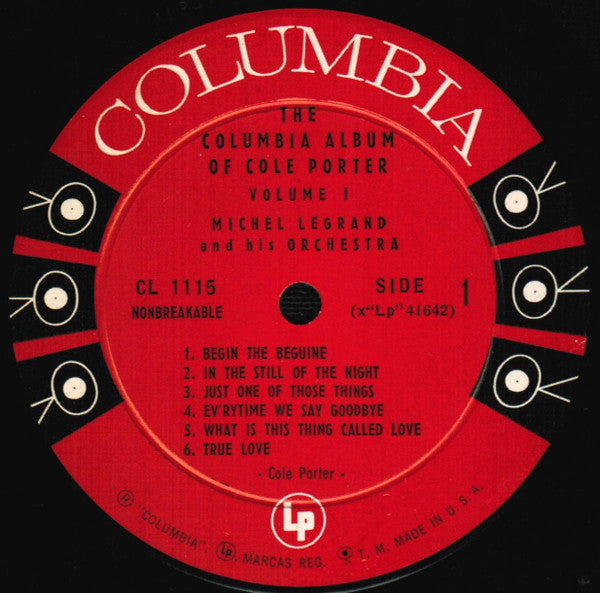 COLUMBIA
THE
COLUMBIA ALBUM
OF COLE PORTER
VOLUME 1
MICHEL LEGRAND
and his ORCHESTRA
CL 1115
NONBREAKABLE
SIDE 1
(x"Lp"41642)
1. BEGIN THE BEGUINE
2. IN THE STILL OF THE NIGHT
3. JUST ONE OF THOSE THINGS
4. EV'RYTIME WE SAY GOODBYE
5. WHAT IS THIS THING CALLED LOVE
6. TRUE LOVE
- Cole Porter -
Lp
® "COLUMBIA", Lp, MARCAS REG. T. M. MADE IN U.S.A.